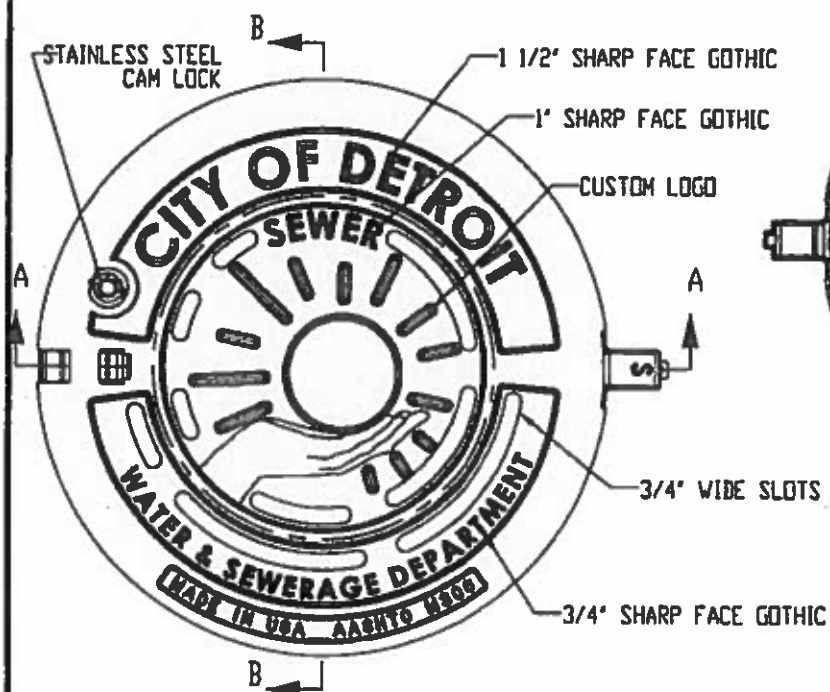 B
STAINLESS STEEL
CAM LOCK
1 1/2" SHARP FACE GOTHIC
1" SHARP FACE GOTHIC
CUSTOM LOGO
CITY OF DETROIT
SEWER
A
A
S
3/4" WIDE SLOTS
WATER & SEWERAGE DEPARTMENT
MADE IN USA AASHTO
3/4" SHARP FACE GOTHIC
B